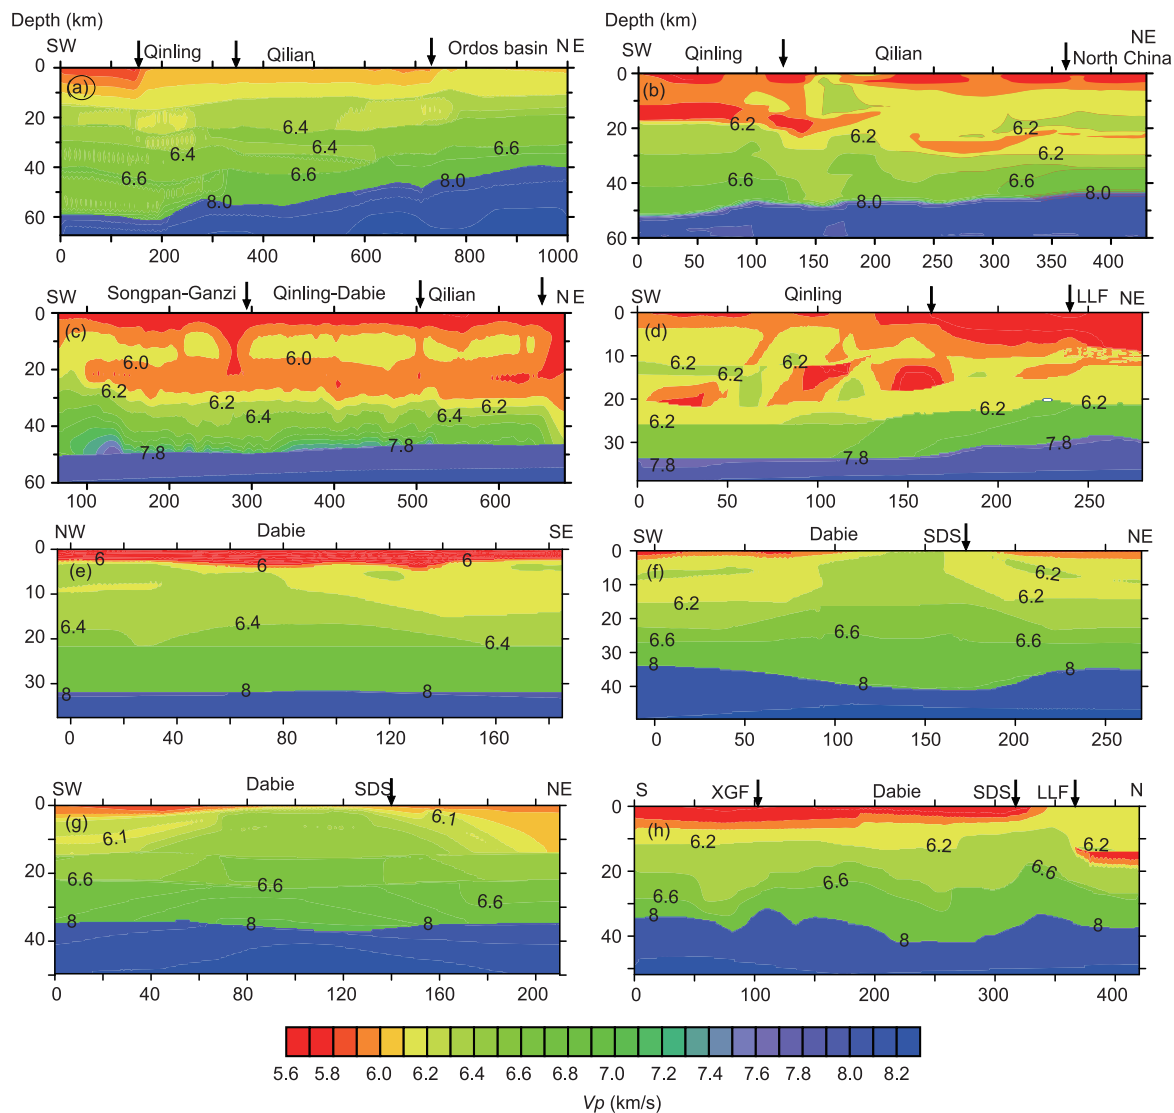 Depth (km) Depth (km)
SW Qinling Qilian Ordos basin N E
SW Qinling Qilian NE
North China
(a) 6.4 6.4 6.6 6.6 8.0 8.0
0 20 40 60
0 200 400 600 800 1000
(b) 6.2 6.2 6.2 6.2 6.6 6.6 8.0 8.0
0 20 40 60
0 50 100 150 200 250 300 350 400
SW Songpan-Ganzi Qinling-Dabie Qilian N E
(c) 6.0 6.0 6.2 6.2 6.2 6.4 6.4 7.8 7.8
0 10 20 30 40 50 60
100 200 300 400 500 600
SW Qinling LLF NE
(d) 6.2 6.2 6.2 6.2 6.2 7.8 7.8 7.8
0 10 20 30
0 50 100 150 200 250
NW Dabie SE
(e) 6 6 6 6.4 6.4 6.4 8 8 8
0 10 20 30
0 40 80 120 160
SW Dabie SDS NE
(f) 6.2 6.2 6.2 6.6 6.6 6.6 8 8 8
0 10 20 30 40
0 50 100 150 200 250
SW Dabie SDS NE
(g) 6.1 6.1 6.6 6.6 6.6 8 8 8
0 20 40
0 40 80 120 160 200
S XGF Dabie SDS LLF N
(h) 6.2 6.2 6.2 6.6 6.6 6.6 8 8 8
0 10 20 30 40 50
0 100 200 300 400
5.6 5.8 6.0 6.2 6.4 6.6 6.8 7.0 7.2 7.4 7.6 7.8 8.0 8.2
Vp (km/s)